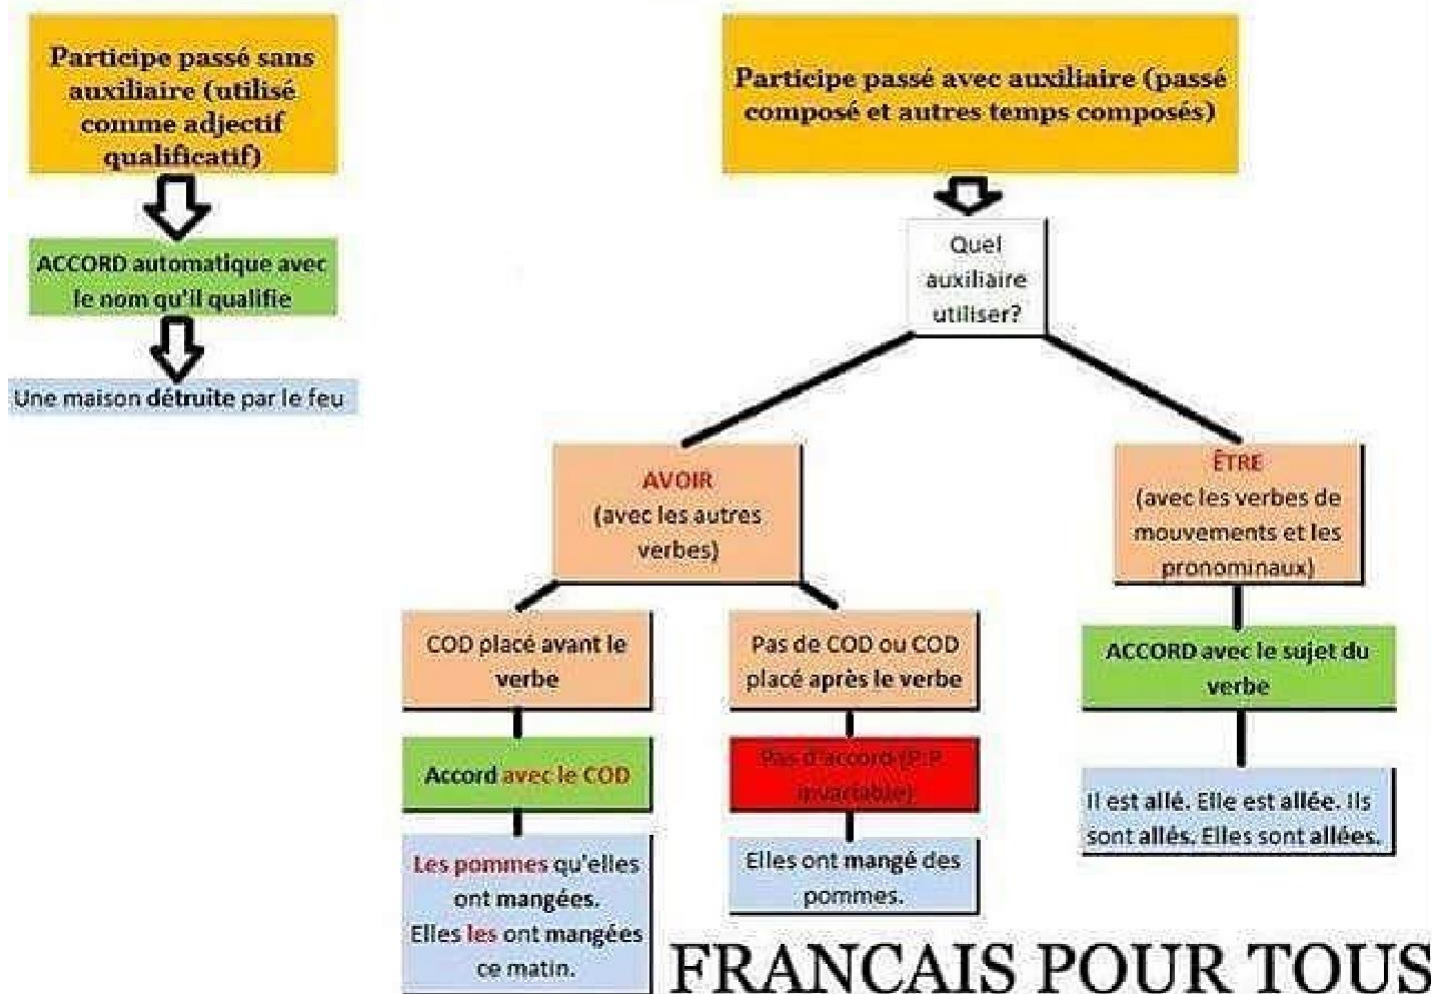 Participe passé sans
auxiliaire (utilisé
comme adjectif
qualificatif)
ACCORD automatique avec
le nom qu'il qualifie
Une maison détruite par le feu
Participe passé avec auxiliaire (passé
composé et autres temps composés)
Quel
auxiliaire
utiliser?
AVOIR
(avec les autres
verbes)
COD placé avant le
verbe
Accord avec le COD
Les pommes qu'elles
ont mangées.
Elles les ont mangées
ce matin.
Pas de COD ou COD
placé après le verbe
Pas d'accord (P.P
invariable)
Elles ont mangé des
pommes.
ÊTRE
(avec les verbes de
mouvements et les
pronominaux)
ACCORD avec le sujet du
verbe
Il est allé. Elle est allée. Ils
sont allés. Elles sont allées.
FRANCAIS POUR TOUS